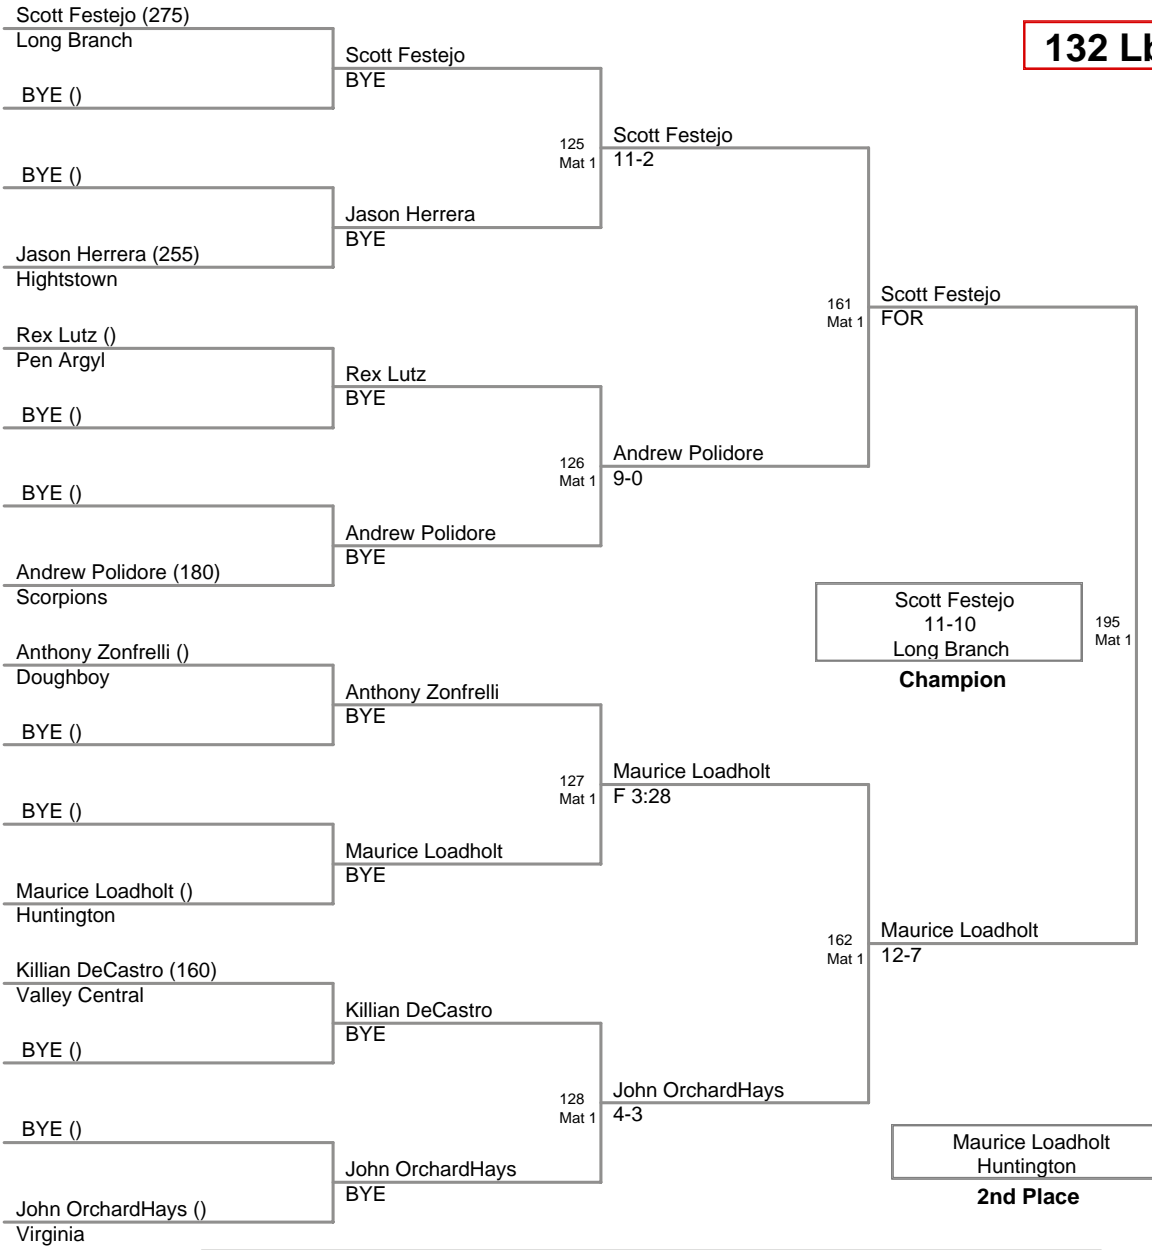 Scott Festejo (275)
Long Branch
BYE ()
BYE ()
Jason Herrera (255)
Hightstown
Rex Lutz ()
Pen Argyl
BYE ()
BYE ()
Andrew Polidore (180)
Scorpions
Anthony Zonfrelli ()
Doughboy
BYE ()
BYE ()
Maurice Loadholt ()
Huntington
Killian DeCastro (160)
Valley Central
BYE ()
BYE ()
John OrchardHays ()
Virginia
Scott Festejo
BYE
Jason Herrera
BYE
Rex Lutz
BYE
Andrew Polidore
BYE
Anthony Zonfrelli
BYE
Maurice Loadholt
BYE
Killian DeCastro
BYE
John OrchardHays
BYE
125
Mat 1
Scott Festejo
11-2
126
Mat 1
Andrew Polidore
9-0
127
Mat 1
Maurice Loadholt
F 3:28
128
Mat 1
John OrchardHays
4-3
161
Mat 1
Scott Festejo
FOR
162
Mat 1
Maurice Loadholt
12-7
132 Lb
195
Mat 1
Scott Festejo
11-10
Long Branch
Champion
Maurice Loadholt
Huntington
2nd Place